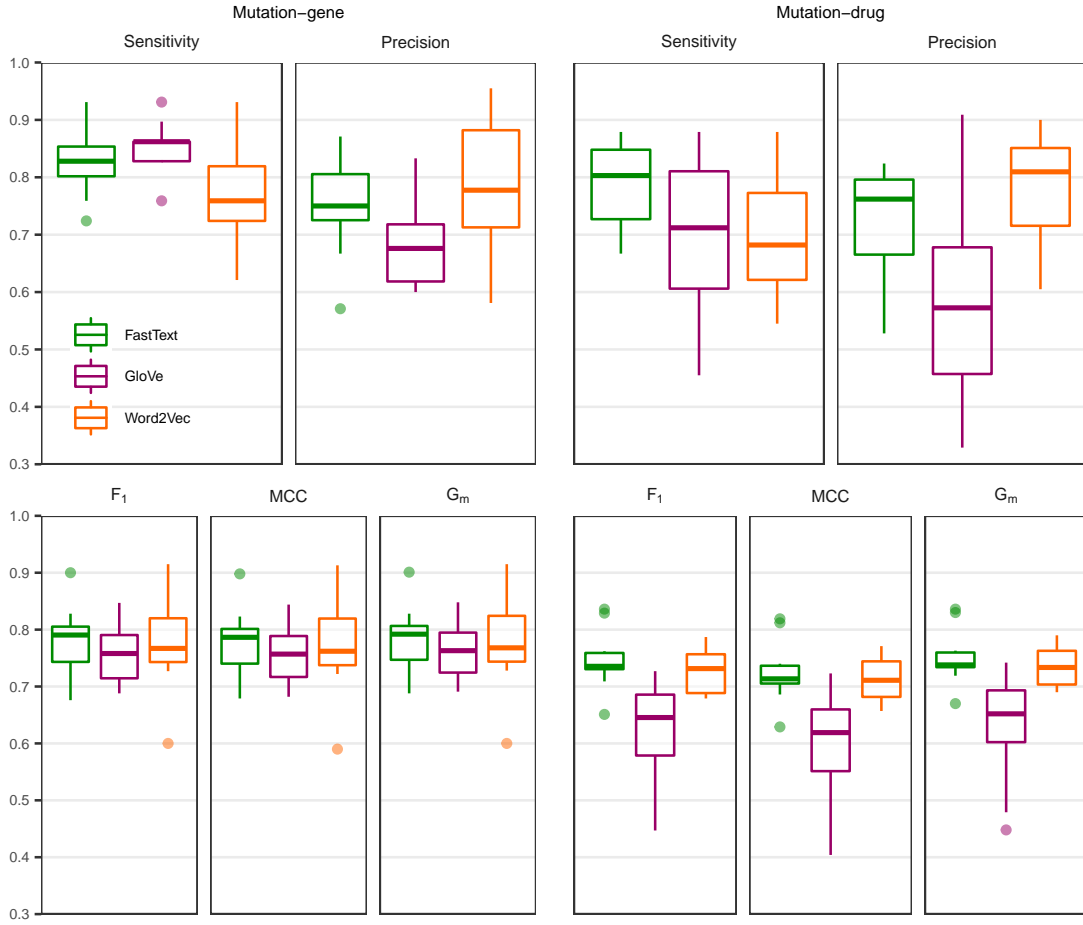 Mutation−gene
Mutation−drug
Sensitivity
Precision
Sensitivity
Precision
1.0
0.9
0.8
0.7
0.6
0.5
0.4
0.3
FastText
GloVe
Word2Vec
F₁
MCC
Gₘ
F₁
MCC
Gₘ
1.0
0.9
0.8
0.7
0.6
0.5
0.4
0.3